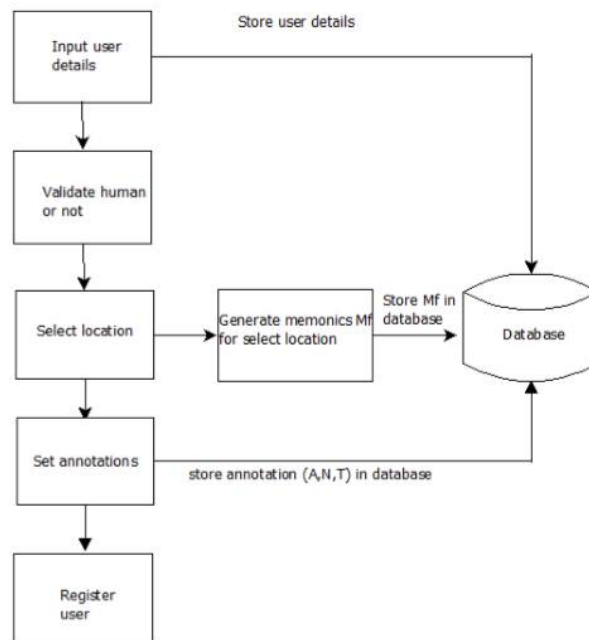 Store user details
Input user
details
Validate human
or not
Select location
Generate memonics Mf
for select location
Store Mf in
database
Database
Set annotations
store annotation (A,N,T) in database
Register
user